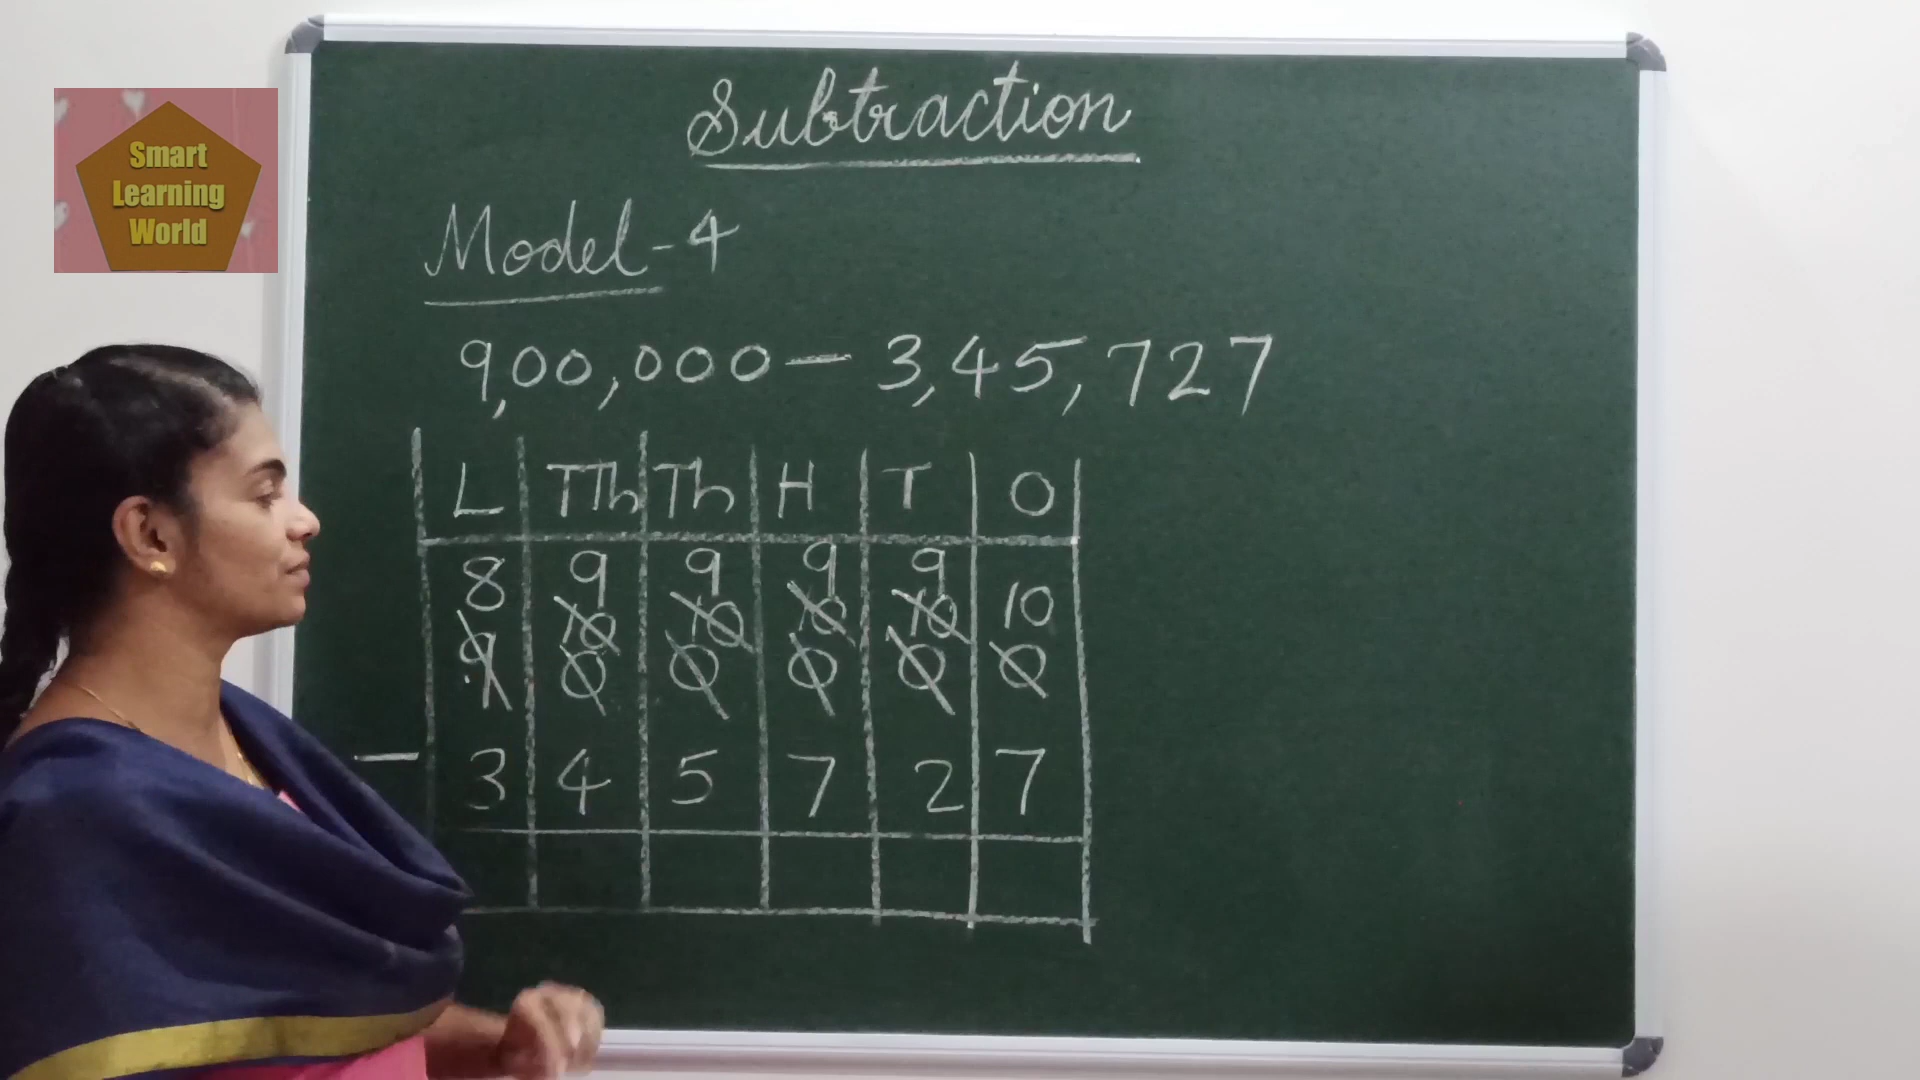 Smart
Learning
World
Subtraction
Model-4
9,00,000 — 3,45,727
L TTh Th H T O
8 9 9 9 9
10 10 10 10 10
9 0 0 0 0 0
— 3 4 5 7 2 7